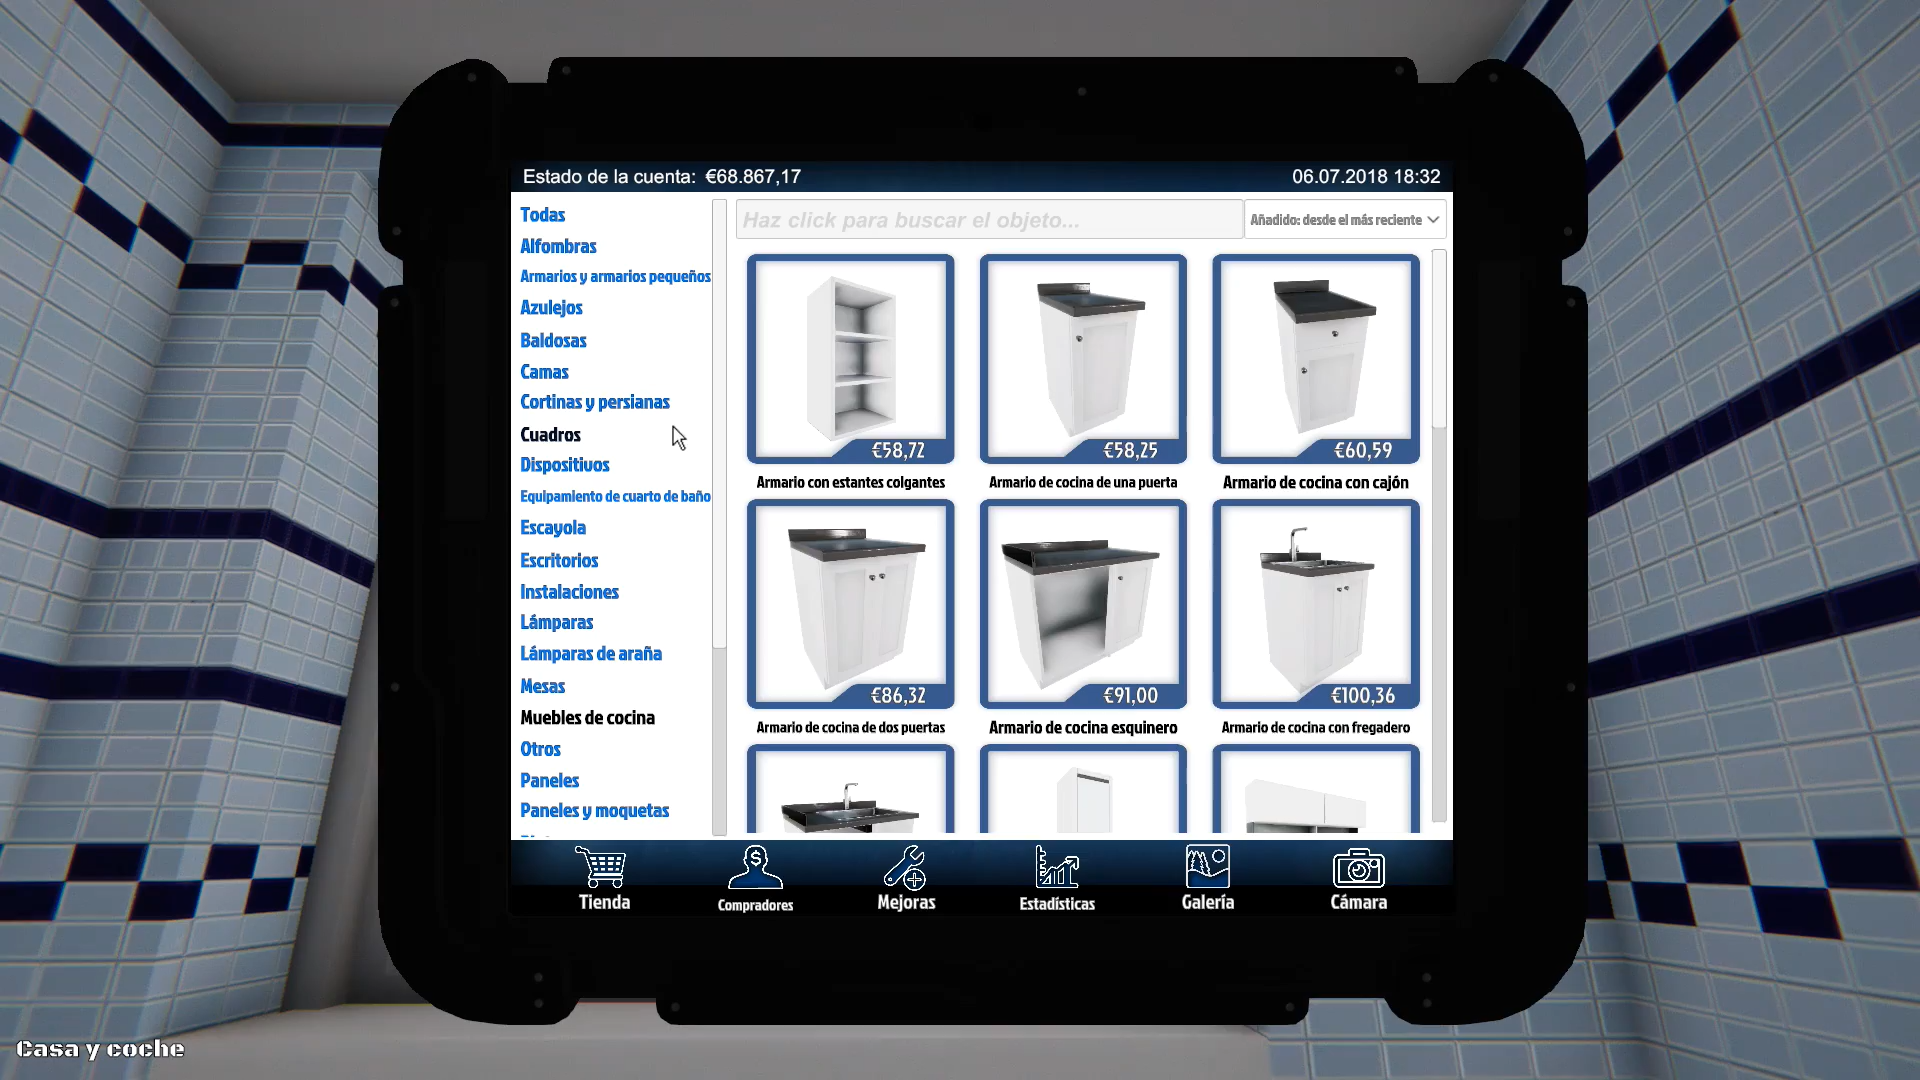 Estado de la cuenta: €68.867,17
06.07.2018 18:32
Todas
Alfombras
Armarios y armarios pequeños
Azulejos
Baldosas
Camas
Cortinas y persianas
Cuadros
Dispositivos
Equipamiento de cuarto de baño
Escayola
Escritorios
Instalaciones
Lámparas
Lámparas de araña
Mesas
Muebles de cocina
Otros
Paneles
Paneles y moquetas
Haz click para buscar el objeto...
Añadido: desde el más reciente
€58,72
€58,25
€60,59
Armario con estantes colgantes
Armario de cocina de una puerta
Armario de cocina con cajón
€86,32
€91,00
€100,36
Armario de cocina de dos puertas
Armario de cocina esquinero
Armario de cocina con fregadero
Tienda
Compradores
Mejoras
Estadísticas
Galería
Cámara
Casa y coche